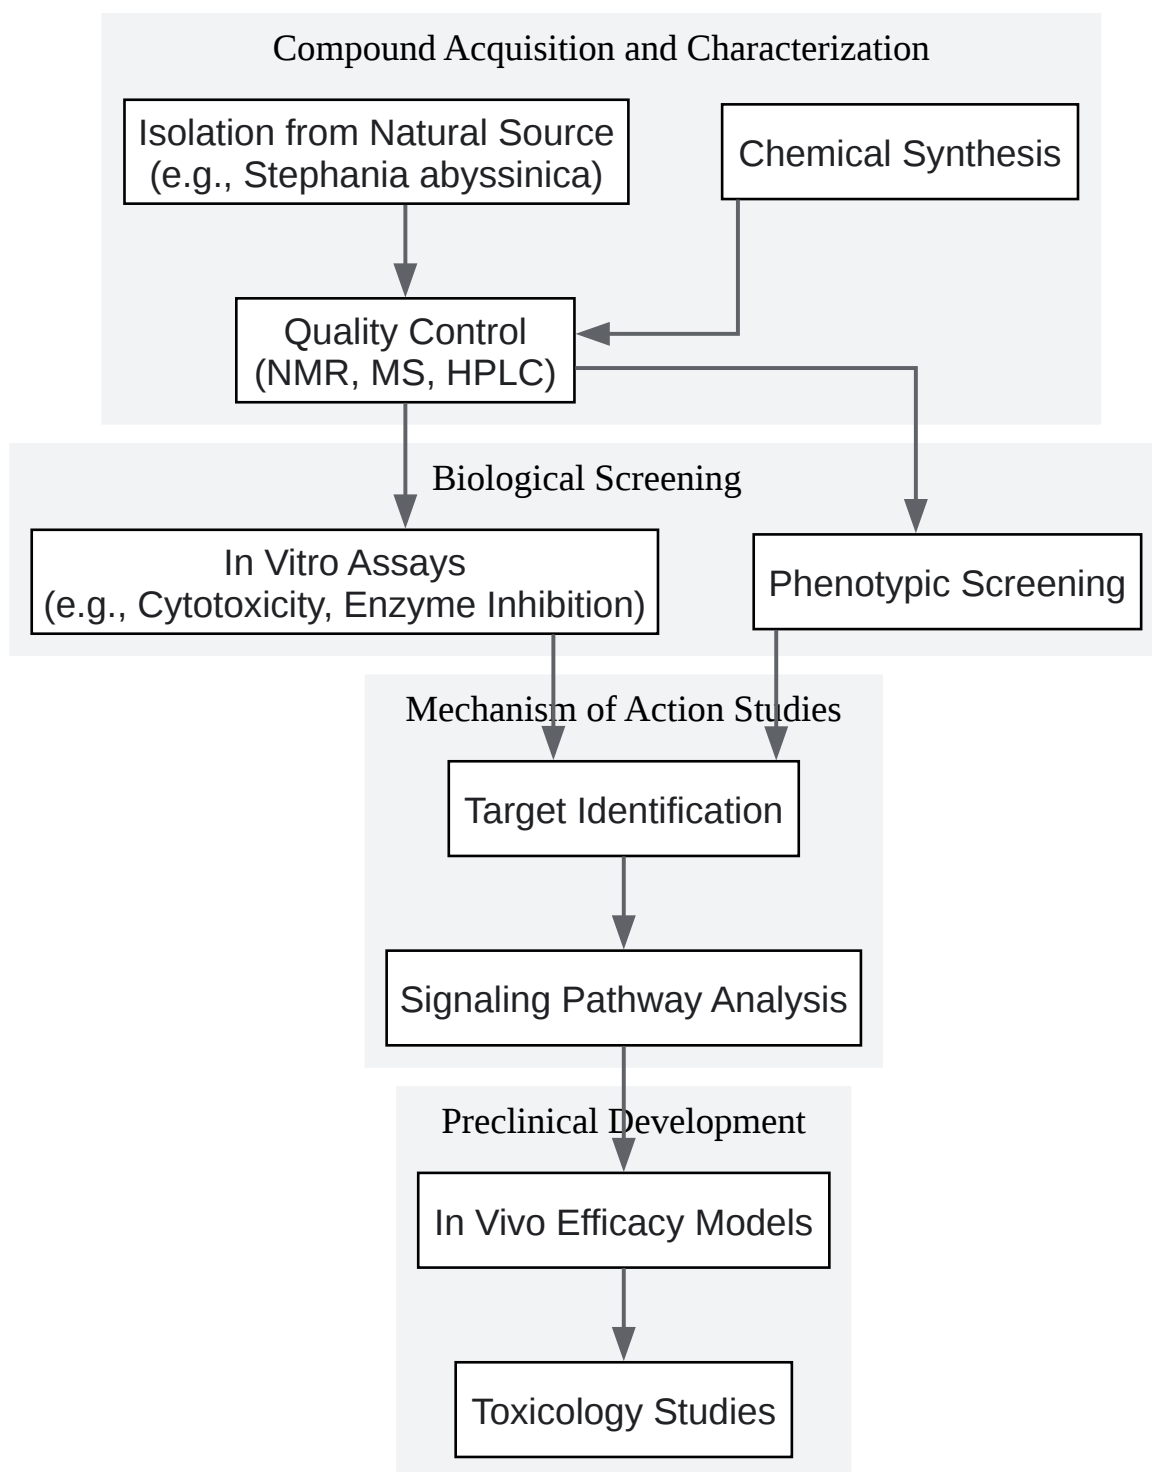 Compound Acquisition and Characterization
Isolation from Natural Source
(e.g., Stephania abyssinica)
Chemical Synthesis
Quality Control
(NMR, MS, HPLC)
Biological Screening
In Vitro Assays
(e.g., Cytotoxicity, Enzyme Inhibition)
Phenotypic Screening
Mechanism of Action Studies
Target Identification
Signaling Pathway Analysis
Preclinical Development
In Vivo Efficacy Models
Toxicology Studies